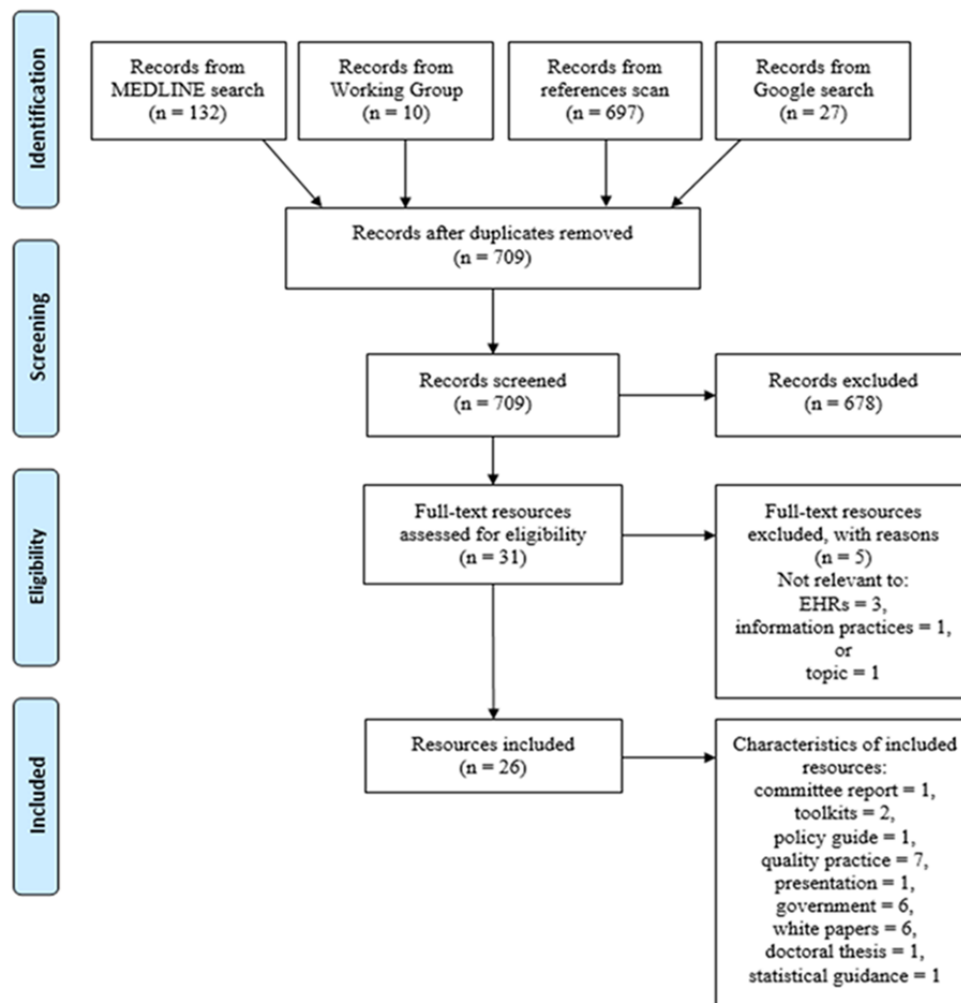 Identification
Records from
MEDLINE search
(n = 132)
Records from
Working Group
(n = 10)
Records from
references scan
(n = 697)
Records from
Google search
(n = 27)
Records after duplicates removed
(n = 709)
Screening
Records screened
(n = 709)
Records excluded
(n = 678)
Eligibility
Full-text resources
assessed for eligibility
(n = 31)
Full-text resources
excluded, with reasons
(n = 5)
Not relevant to:
EHRs = 3,
information practices = 1,
or
topic = 1
Included
Resources included
(n = 26)
Characteristics of included
resources:
committee report = 1,
toolkits = 2,
policy guide = 1,
quality practice = 7,
presentation = 1,
government = 6,
white papers = 6,
doctoral thesis = 1,
statistical guidance = 1